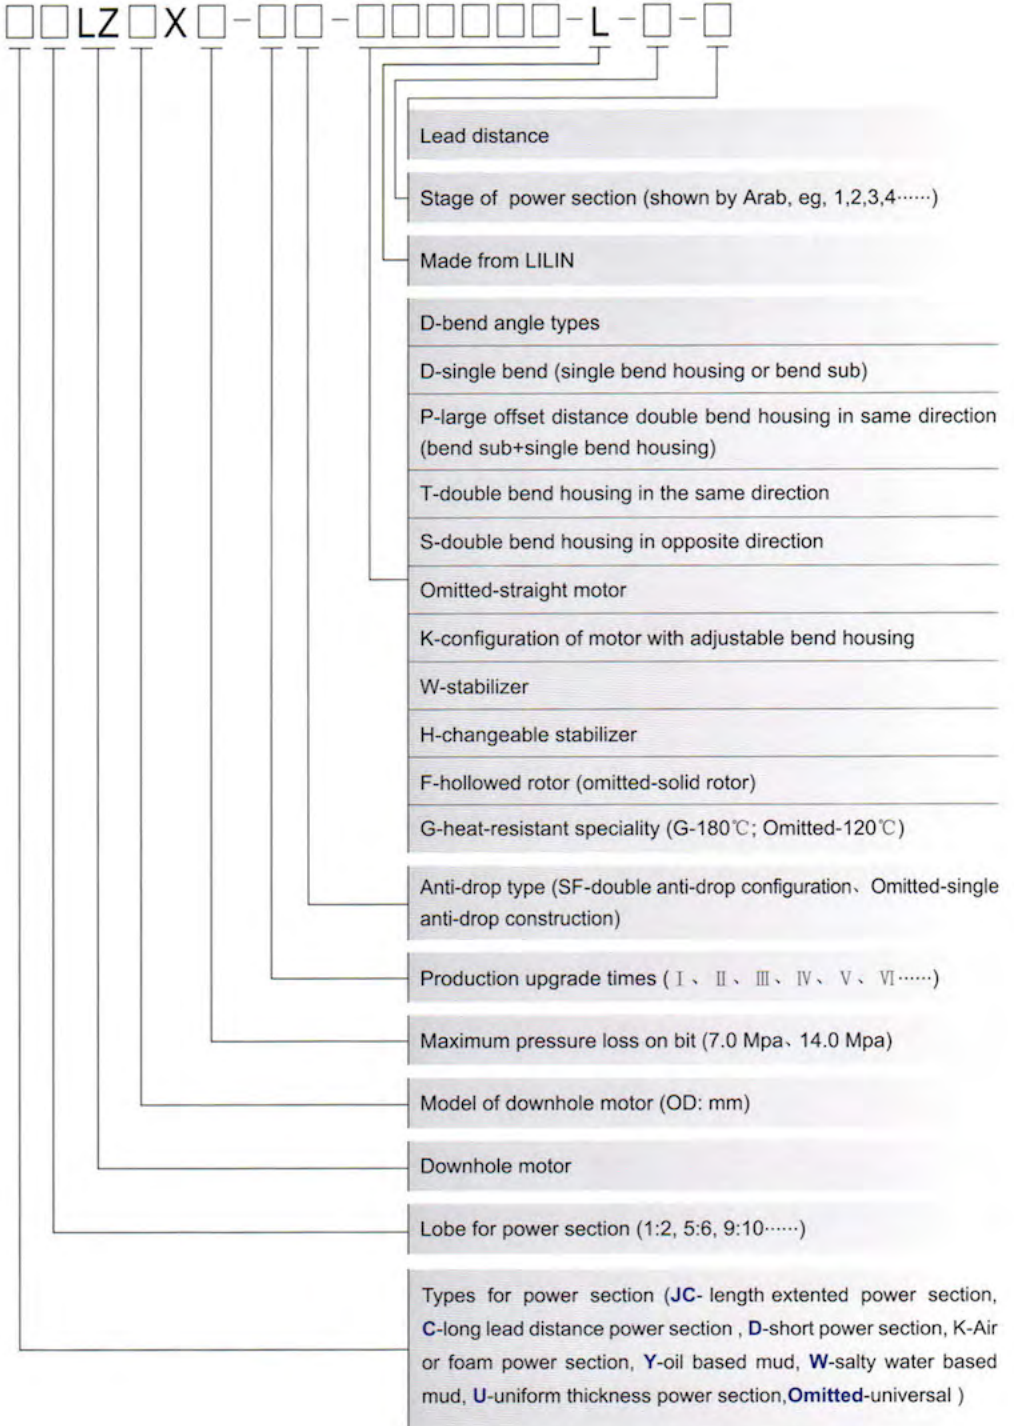 □□LZ□X□-□□-□□□□□□-L-□-□
Lead distance
Stage of power section (shown by Arab, eg, 1,2,3,4……)
Made from LILIN
D-bend angle types
D-single bend (single bend housing or bend sub)
P-large offset distance double bend housing in same direction
(bend sub+single bend housing)
T-double bend housing in the same direction
S-double bend housing in opposite direction
Omitted-straight motor
K-configuration of motor with adjustable bend housing
W-stabilizer
H-changeable stabilizer
F-hollowed rotor (omitted-solid rotor)
G-heat-resistant speciality (G-180℃; Omitted-120℃)
Anti-drop type (SF-double anti-drop configuration、Omitted-single
anti-drop construction)
Production upgrade times (Ⅰ、Ⅱ、Ⅲ、Ⅳ、Ⅴ、Ⅵ……)
Maximum pressure loss on bit (7.0 Mpa、14.0 Mpa)
Model of downhole motor (OD: mm)
Downhole motor
Lobe for power section (1:2, 5:6, 9:10……)
Types for power section (JC- length extented power section,
C-long lead distance power section , D-short power section, K-Air
or foam power section, Y-oil based mud, W-salty water based
mud, U-uniform thickness power section,Omitted-universal )